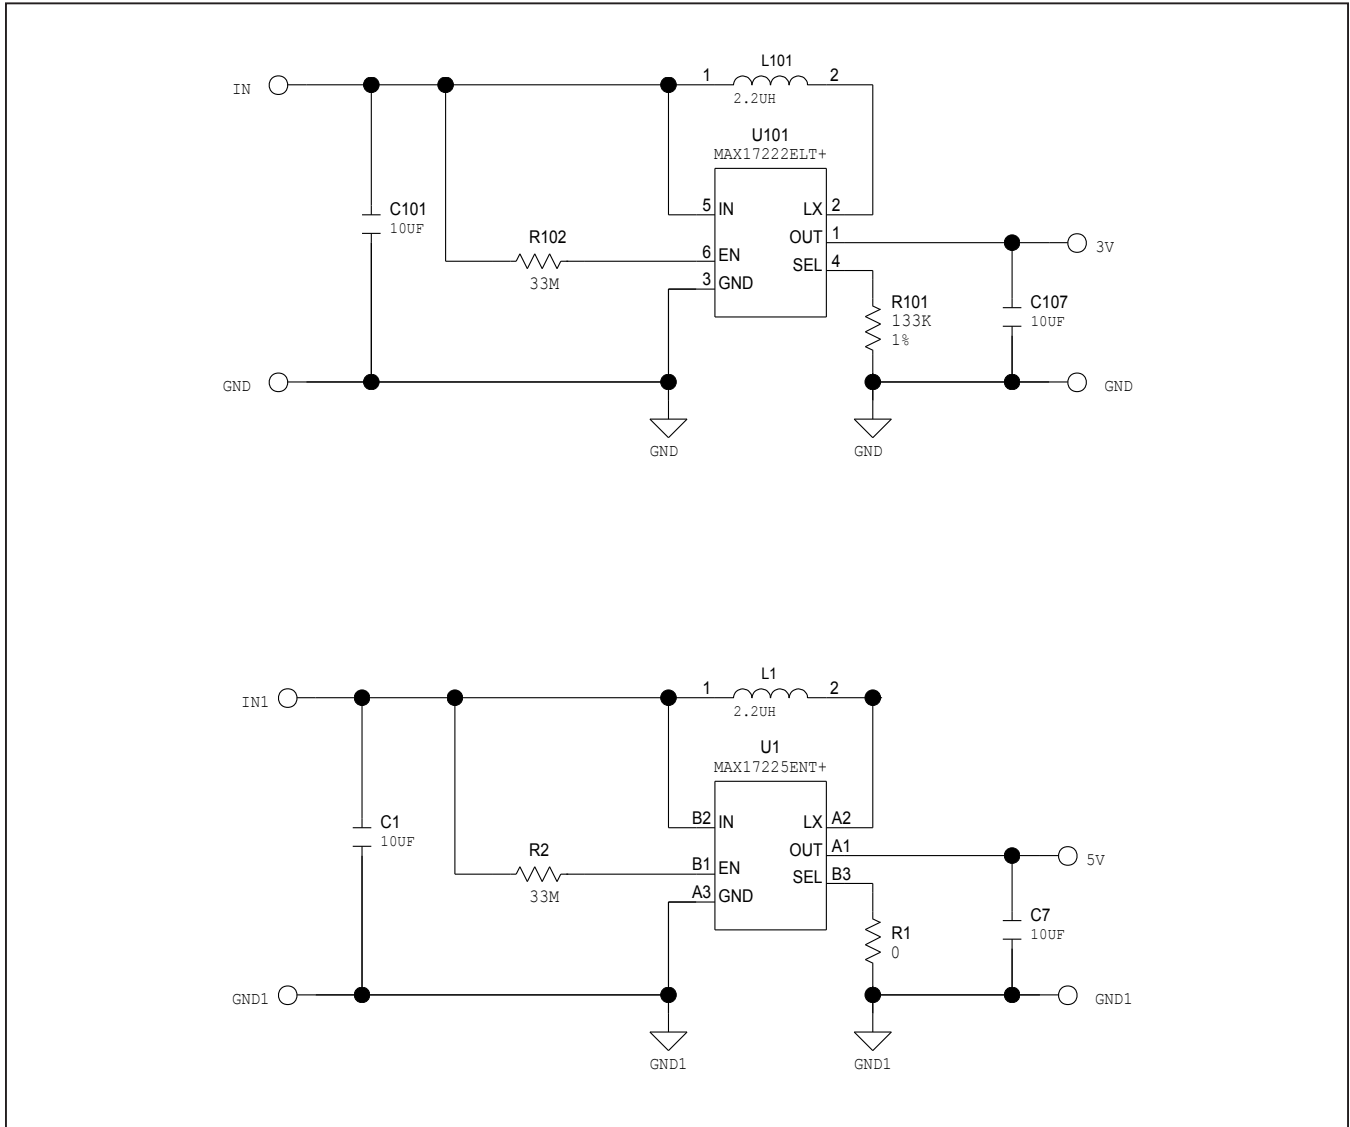 L101
IN
1
2
2.2UH
U101
MAX17222ELT+
C101
10UF
5
IN
LX
2
R102
33M
OUT
1
3V
6
EN
SEL
4
3
GND
R101
133K
1%
C107
10UF
GND
GND
GND
GND
L1
IN1
1
2
2.2UH
U1
MAX17225ENT+
C1
10UF
B2
IN
LX
A2
R2
33M
OUT
A1
5V
B1
EN
SEL
B3
A3
GND
R1
0
C7
10UF
GND1
GND1
GND1
GND1